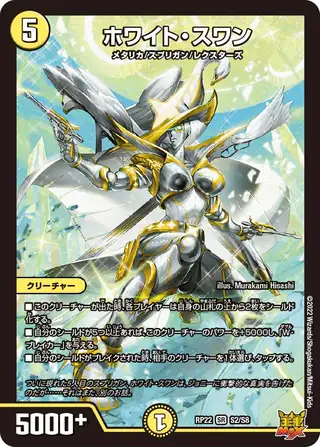 5
ホワイト・スワン
メタリカ/スプリガン/レクスターズ
illus. Murakami Hisashi
クリーチャー
■このクリーチャーが出た時、各プレイヤーは自身の山札の上から2枚をシールド
化する。
■自分のシールドが5つ以上あれば、このクリーチャーのパワーを+5000し、「W・
ブレイカー」を与える。
■自分のシールドがブレイクされた時、相手のクリーチャーを1体選び、タップする。
ついに現れた9人目のスプリガン、ホワイト・スワンは、ジョニーに衝撃的な真実を告げた
のだが…、別のお話。
5000+
1
RP22 SR S2/S8
王来MAX
©2022 Wizards/Shogakukan/Mitsui-Kids